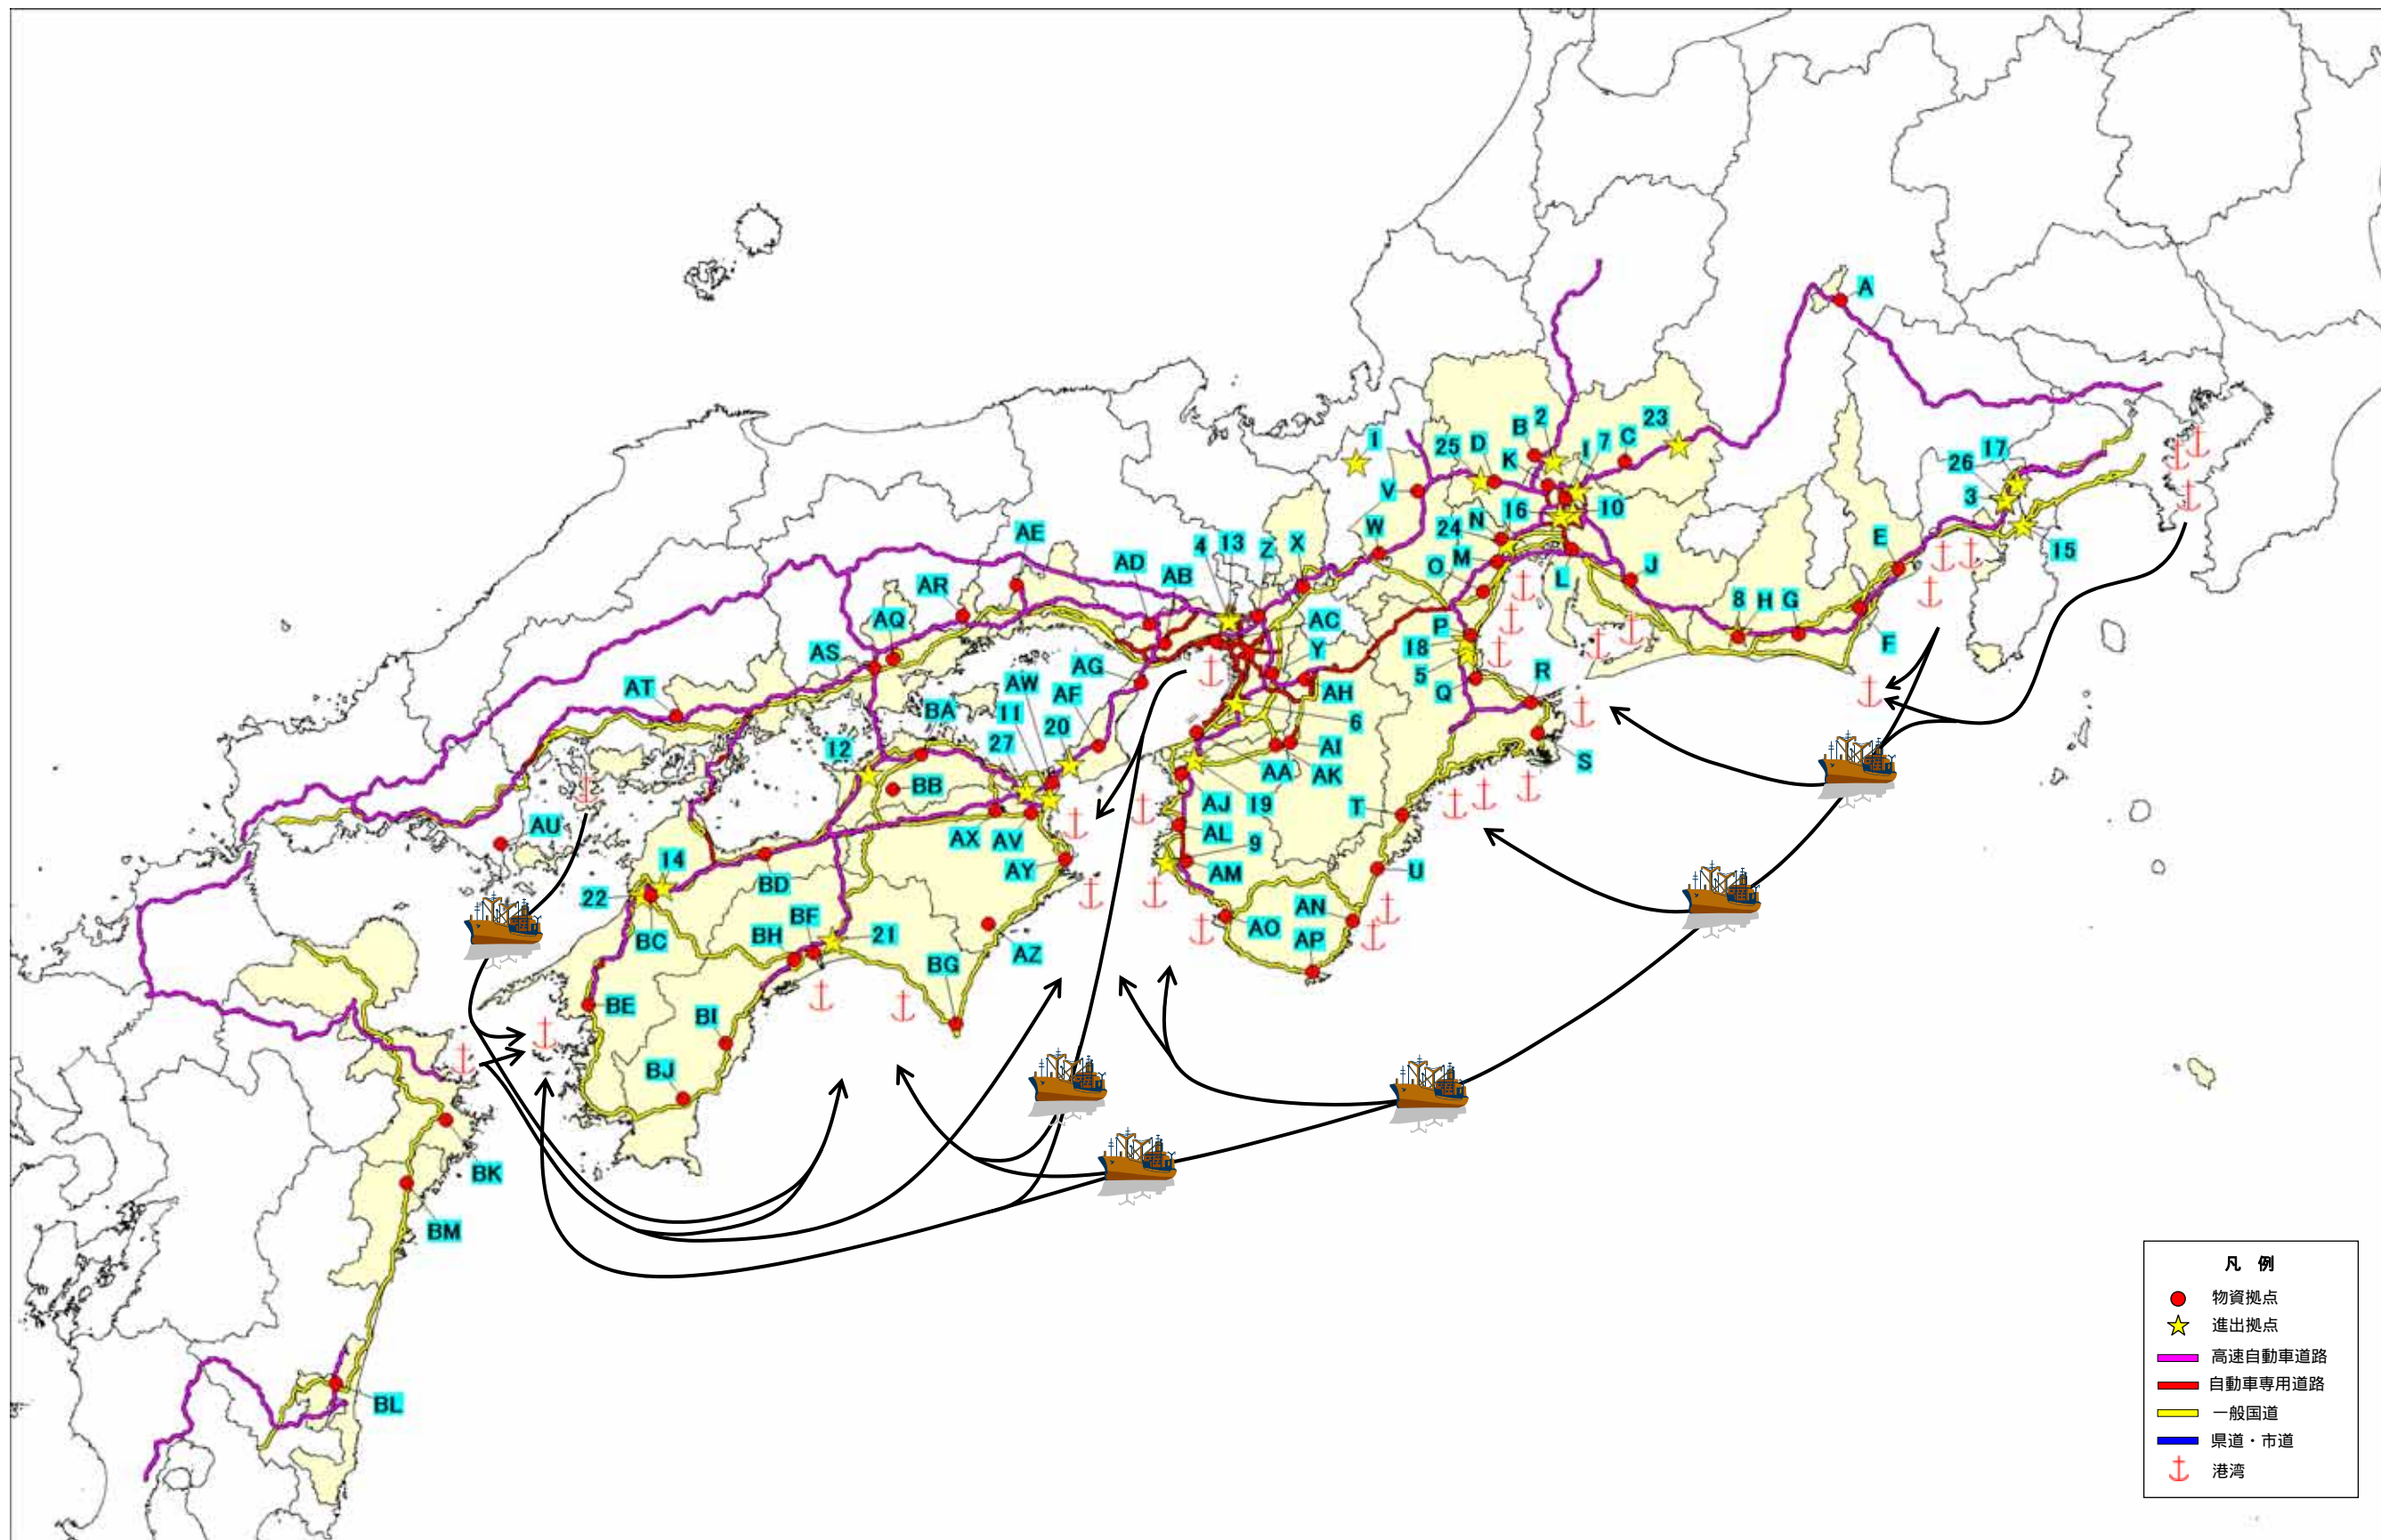 A
23
2
B
7
C
I
25
D
K
17
26
3
V
16
10
N
24
W
15
E
M
O
L
J
8
H
G
F
P
18
5
Q
R
S
T
U
I
X
Z
13
4
AE
AD
AB
AR
AC
AQ
Y
AS
AG
AH
AT
AW
AF
6
BA
11
20
27
12
AI
AA
AK
BB
AJ
19
AL
9
AU
AX
AV
AM
AY
14
BD
22
BC
BF
BH
21
AO
AN
AP
AZ
BG
BE
BI
BJ
BK
BM
BL
凡 例
物資拠点
進出拠点
高速自動車道路
自動車専用道路
一般国道
県道・市道
港湾